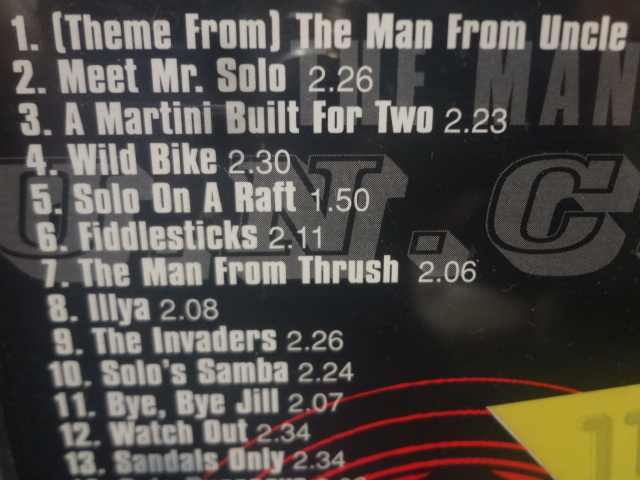 1. (Theme From) The Man From Uncle
2. Meet Mr. Solo 2.26
3. A Martini Built For Two 2.23
4. Wild Bike 2.30
5. Solo On A Raft 1.50
6. Fiddlesticks 2.11
7. The Man From Thrush 2.06
8. Illya 2.08
9. The Invaders 2.26
10. Solo's Samba 2.24
11. Bye, Bye Jill 2.07
12. Watch Out 2.34
13. Sandals Only 2.34
THE MAN
U.N.C.
11